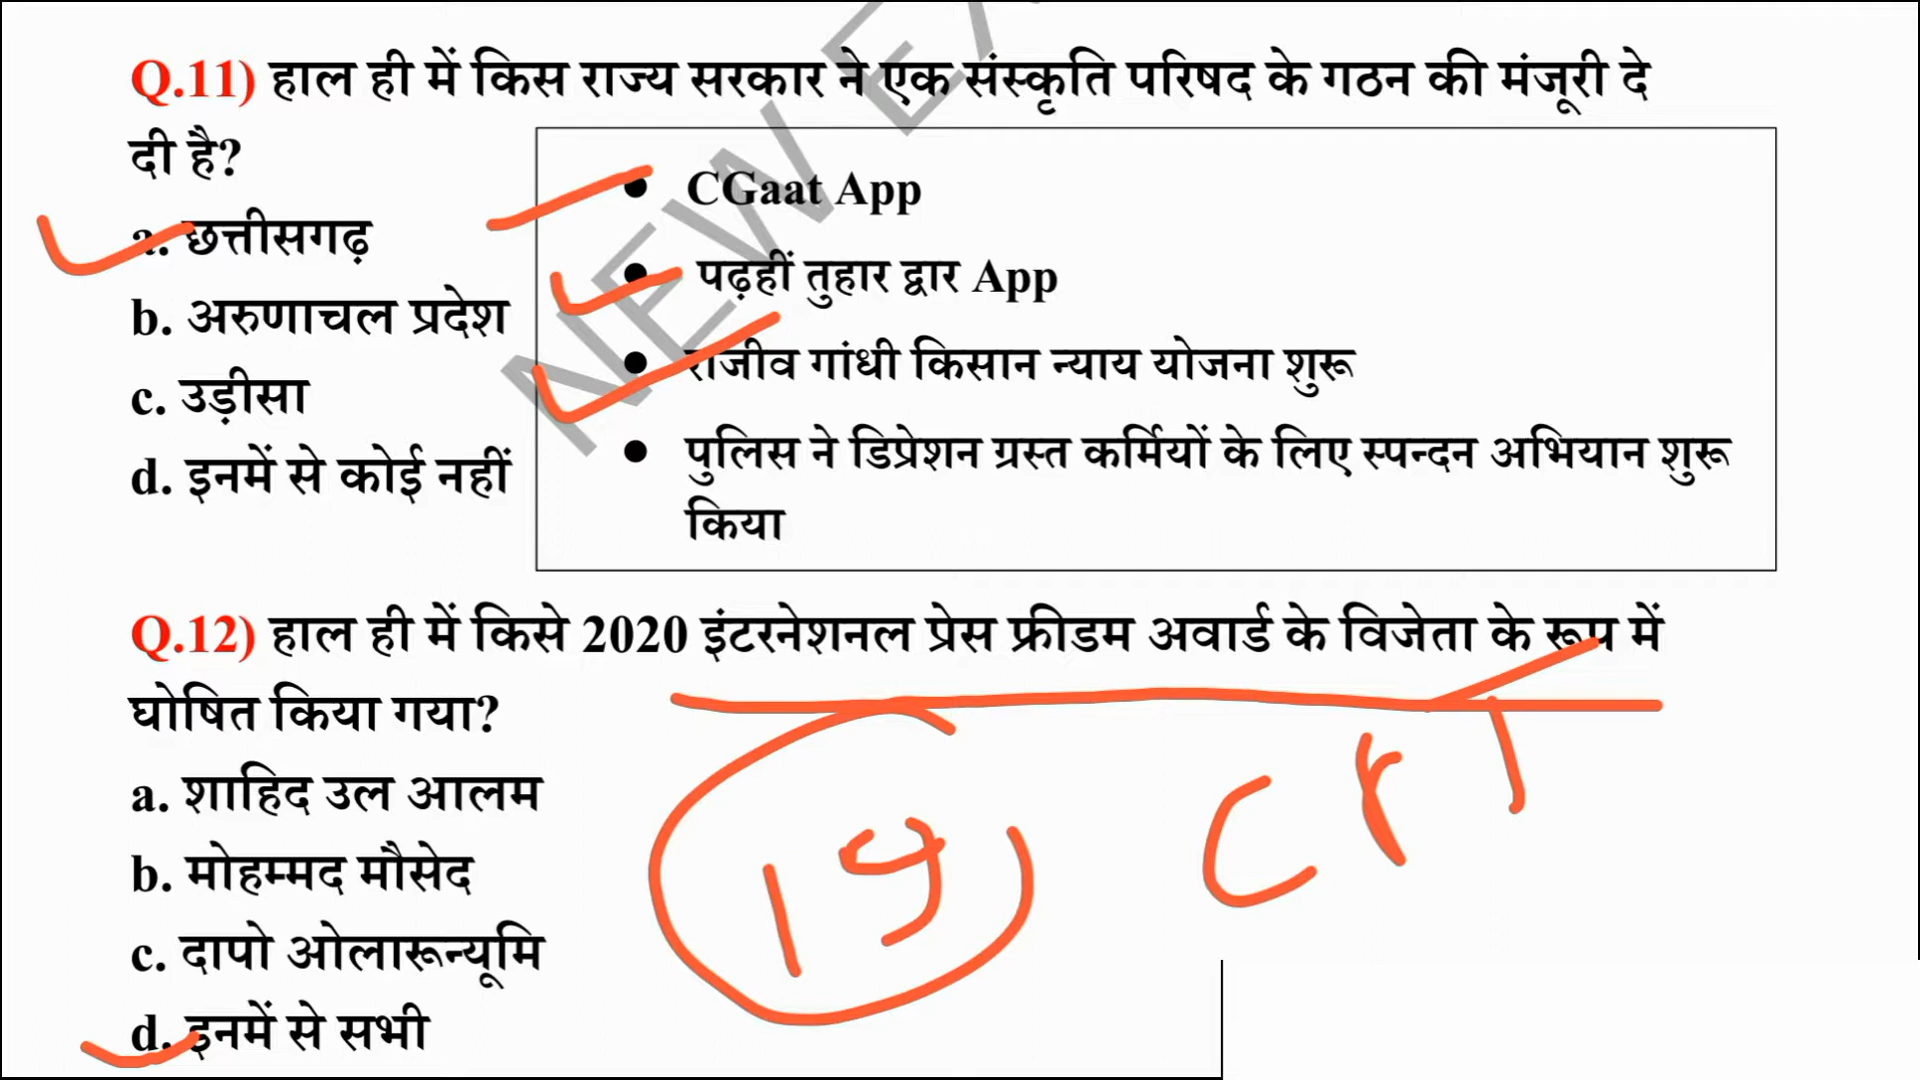 Q.11) हाल ही में किस राज्य सरकार ने एक संस्कृति परिषद के गठन की मंजूरी दे
दी है?
a. छत्तीसगढ़
b. अरुणाचल प्रदेश
c. उड़ीसा
d. इनमें से कोई नहीं
● CGaat App
● पढ़हीं तुहार द्वार App
● राजीव गांधी किसान न्याय योजना शुरू
● पुलिस ने डिप्रेशन ग्रस्त कर्मियों के लिए स्पन्दन अभियान शुरू
किया
NEW EX
Q.12) हाल ही में किसे 2020 इंटरनेशनल प्रेस फ्रीडम अवार्ड के विजेता के रूप में
घोषित किया गया?
a. शाहिद उल आलम
b. मोहम्मद मौसेद
c. दापो ओलारून्यूमि
d. इनमें से सभी